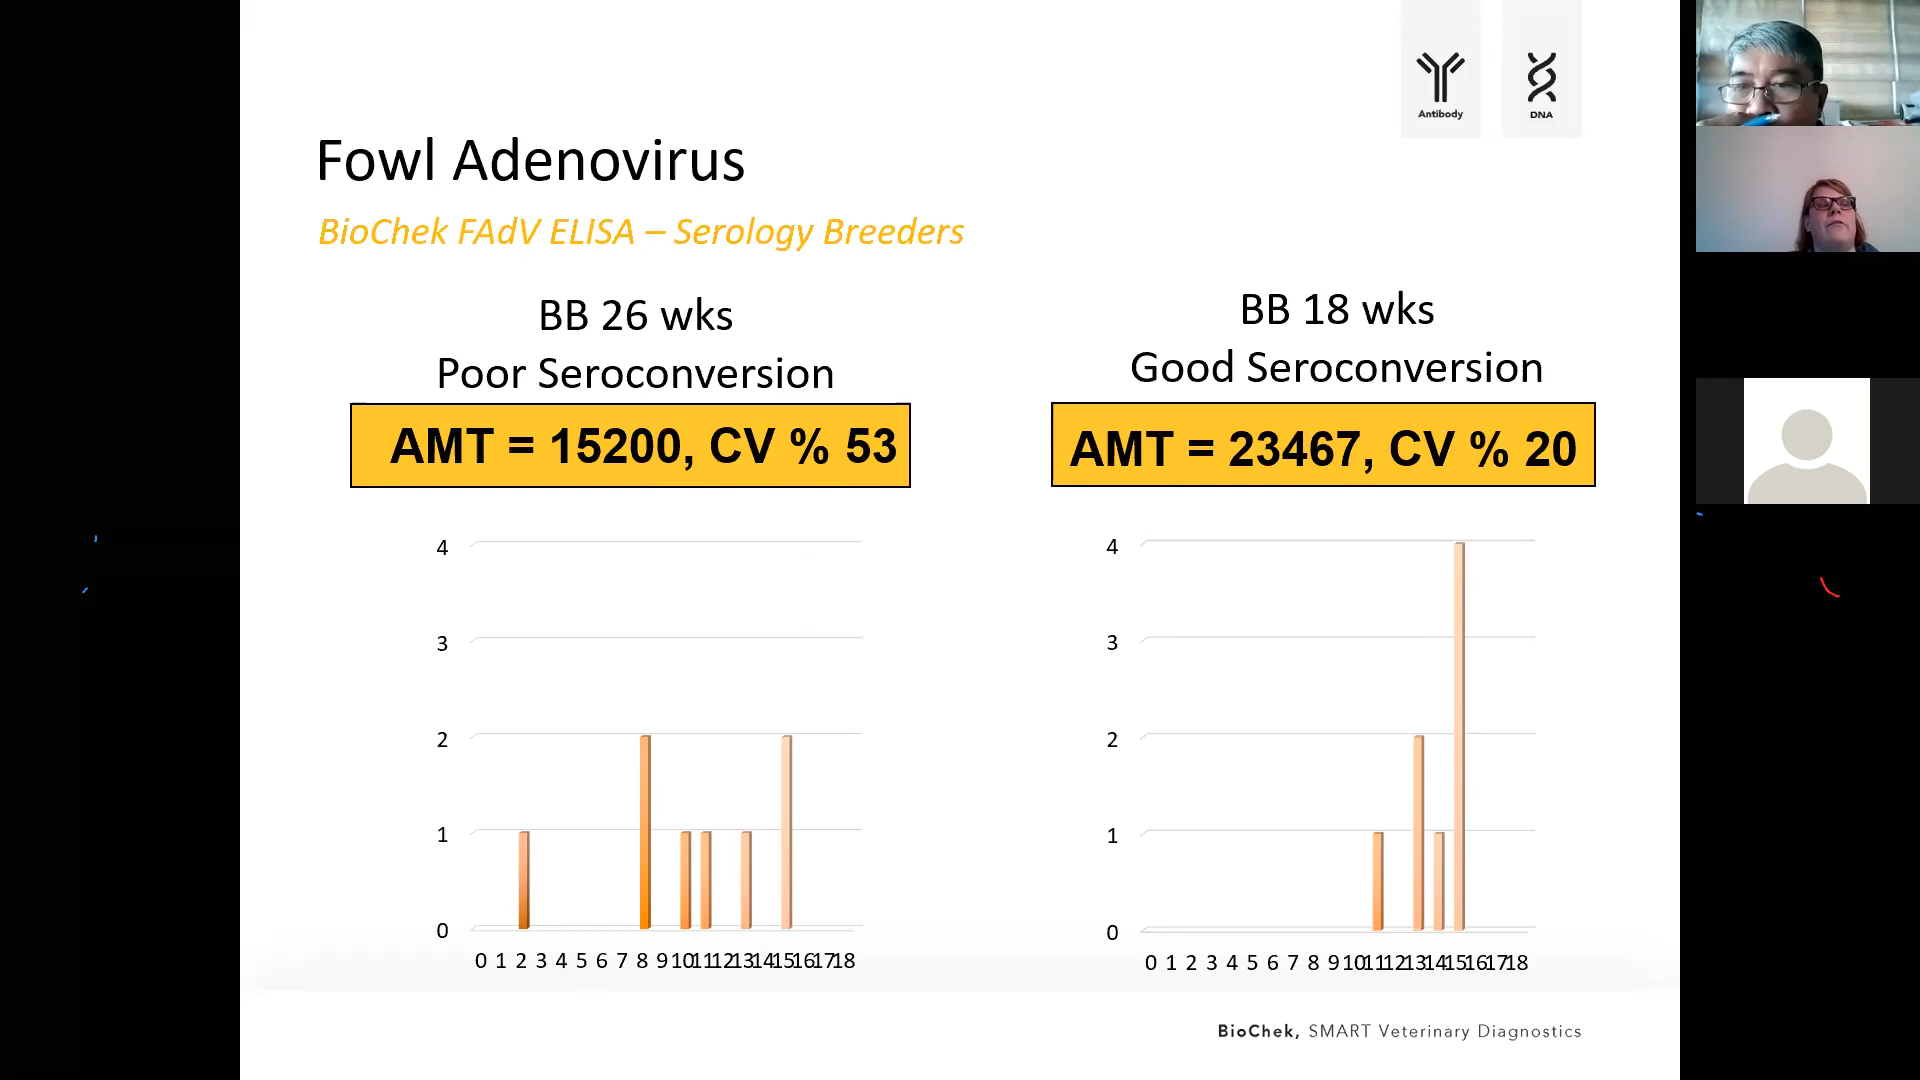 Antibody
DNA
Fowl Adenovirus
BioChek FAdV ELISA – Serology Breeders
BB 26 wks
Poor Seroconversion
AMT = 15200, CV % 53
BB 18 wks
Good Seroconversion
AMT = 23467, CV % 20
4
3
2
1
0
0 1 2 3 4 5 6 7 8 9 10 11 12 13 14 15 16 17 18
4
3
2
1
0
0 1 2 3 4 5 6 7 8 9 10 11 12 13 14 15 16 17 18
BioChek, SMART Veterinary Diagnostics